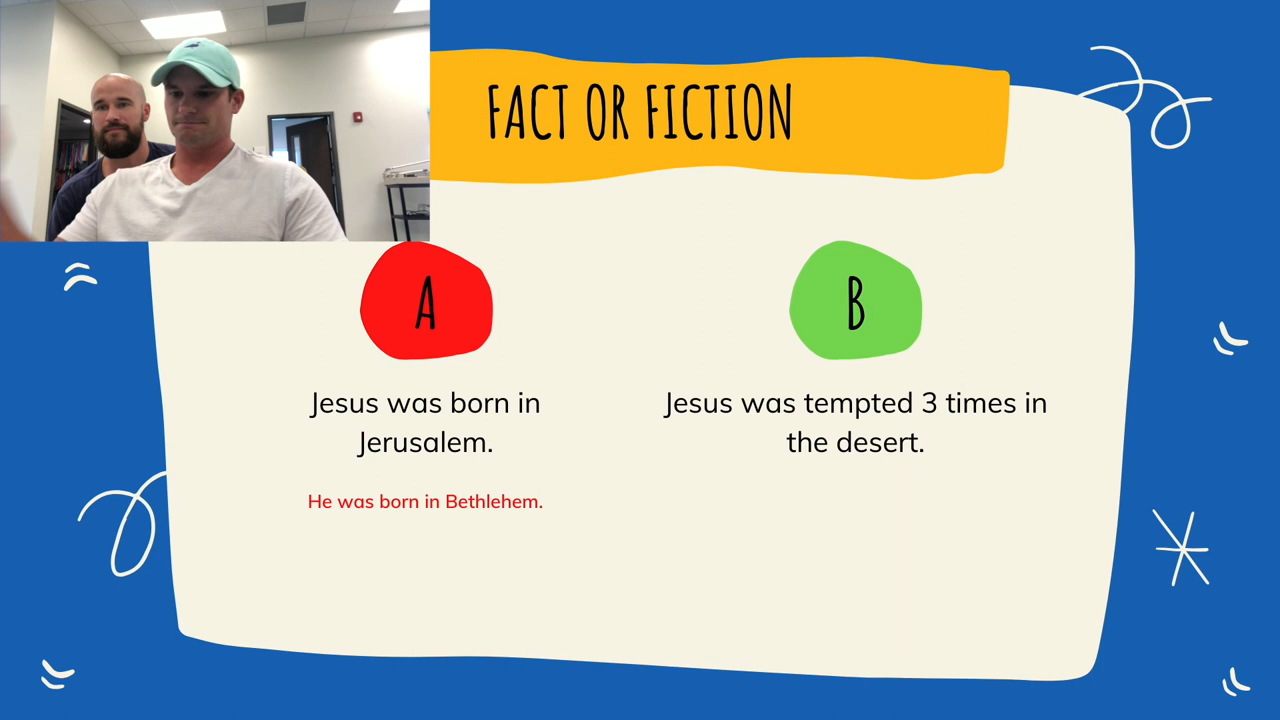 FACT OR FICTION
A
Jesus was born in
Jerusalem.
He was born in Bethlehem.
B
Jesus was tempted 3 times in
the desert.